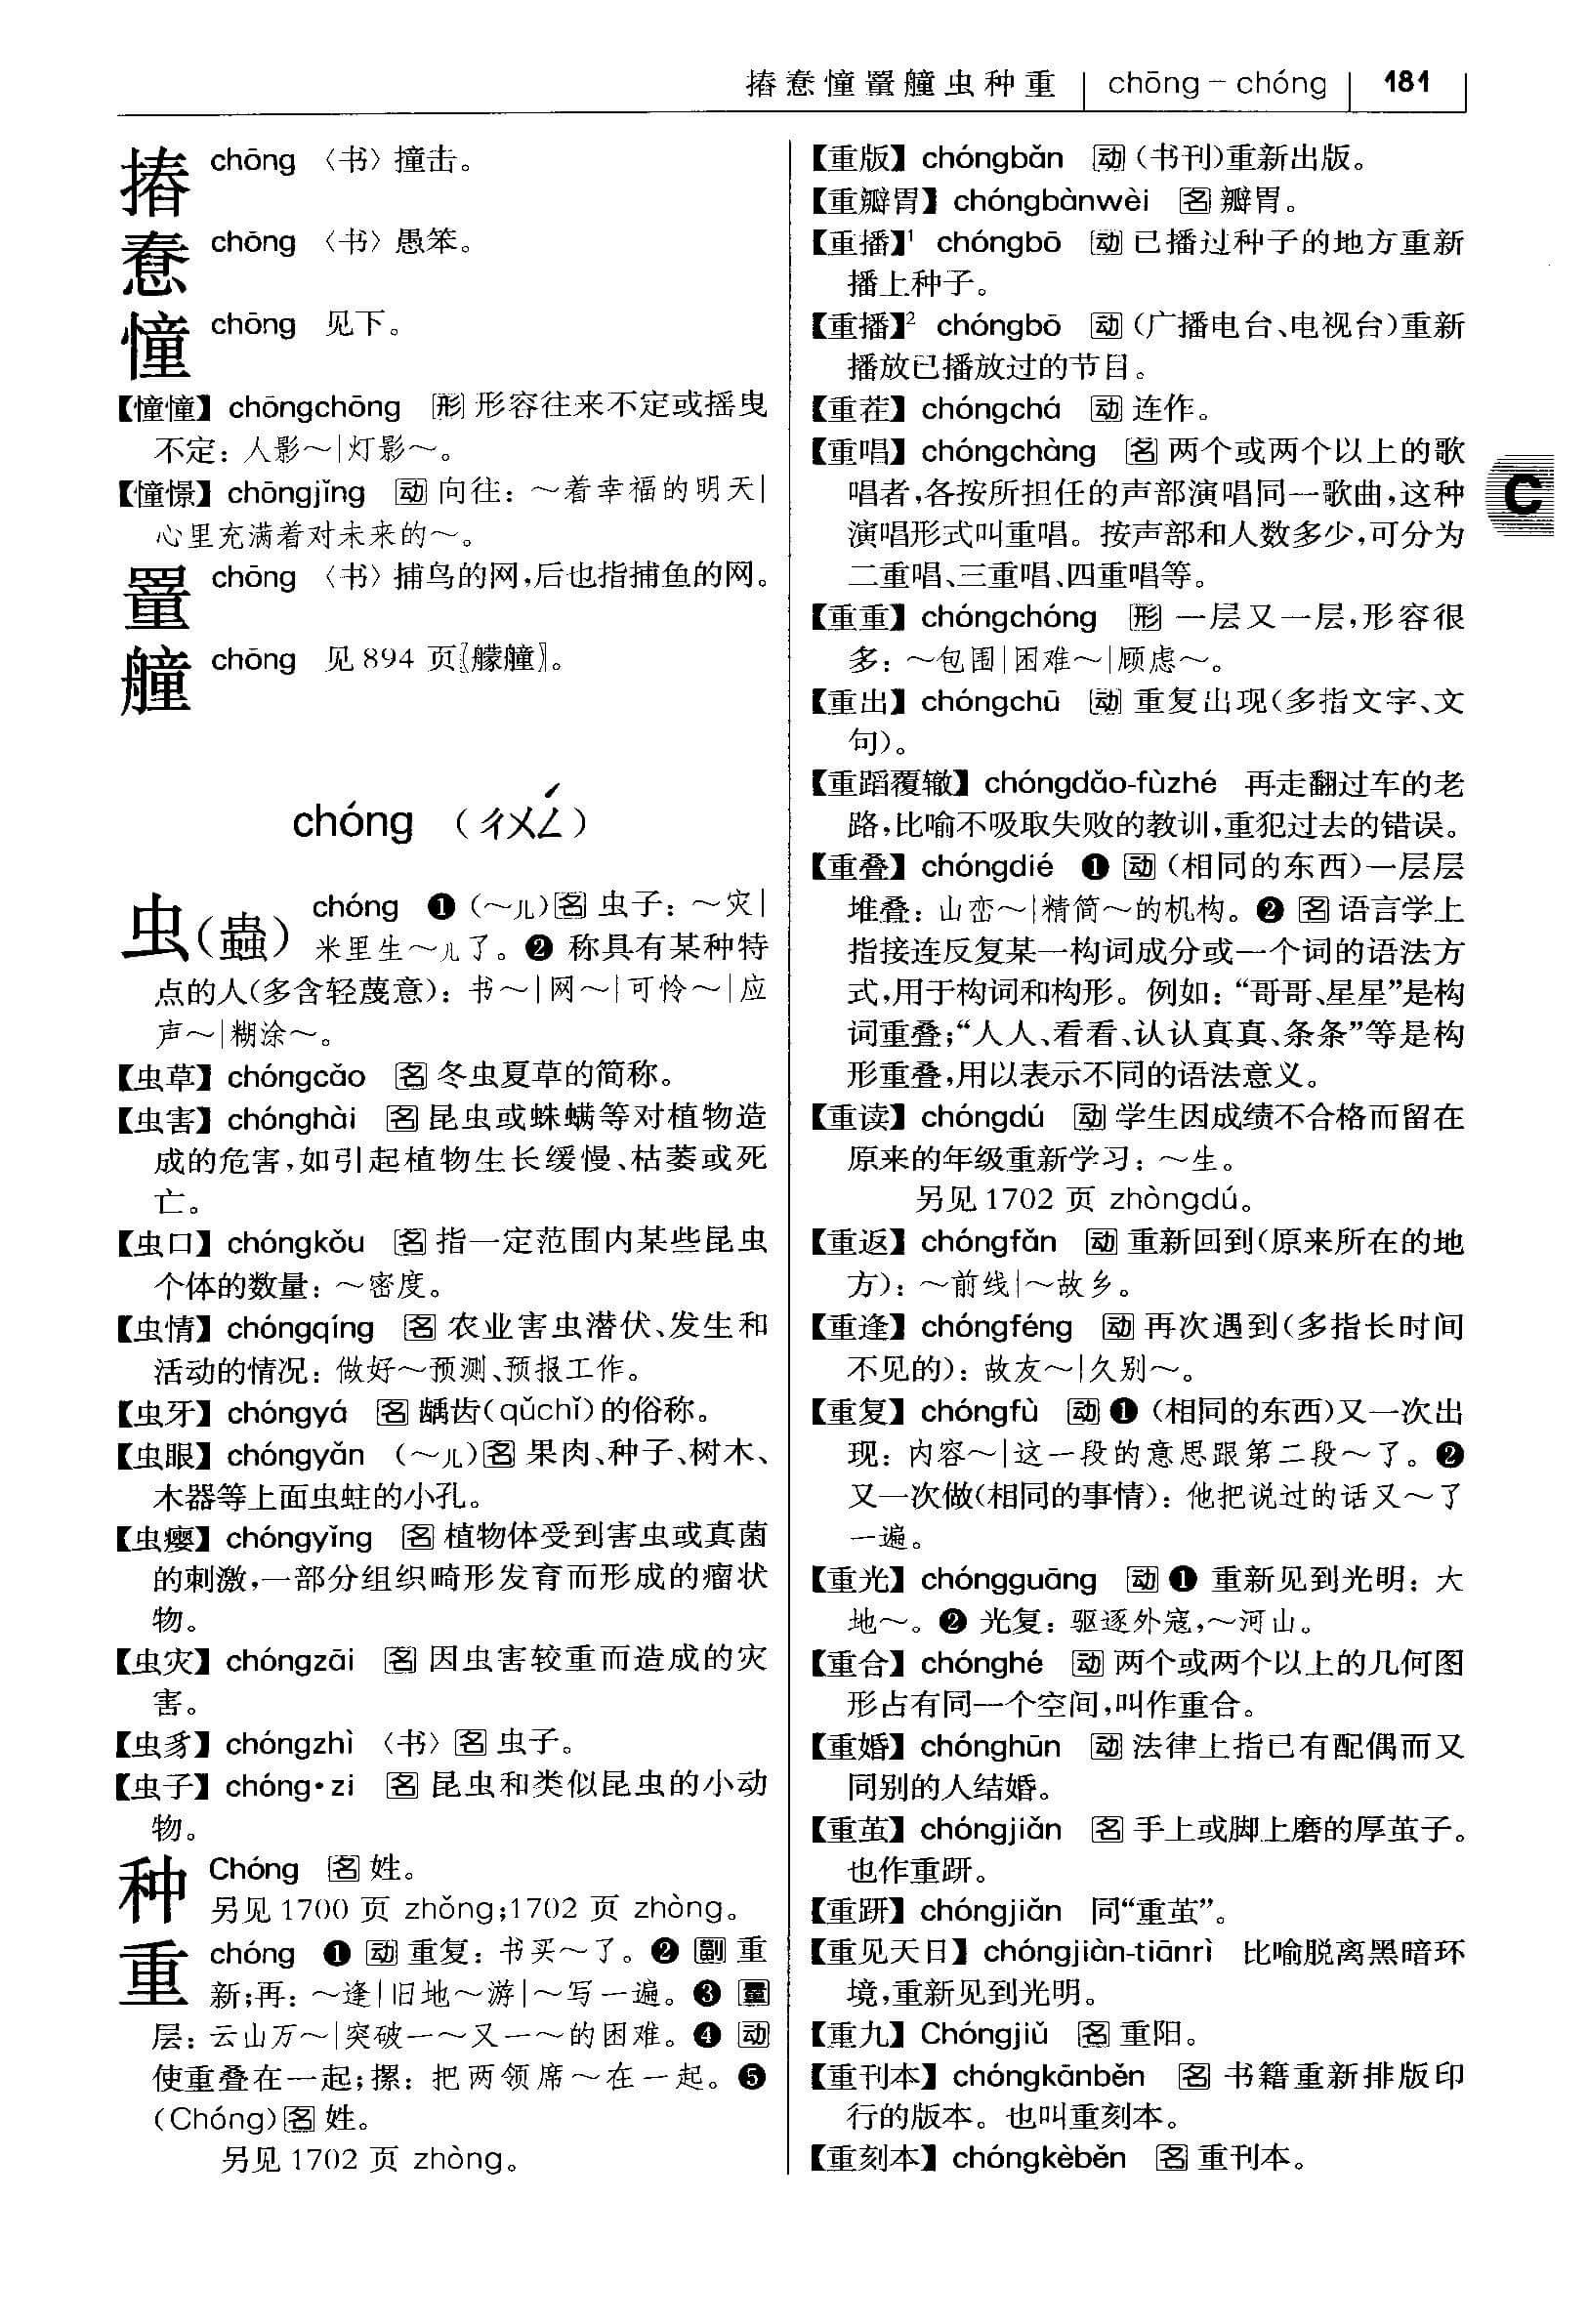 摏惷憧罿艟虫种重 chōng－chóng 181
摏 chōng 〈书〉撞击。
惷 chōng 〈书〉愚笨。
憧 chōng 见下。
【憧憧】 chōngchōng 形 形容往来不定或摇曳
不定：人影～|灯影～。
【憧憬】 chōngjǐng 动 向往：～着幸福的明天|
心里充满着对未来的～。
罿 chōng 〈书〉捕鸟的网，后也指捕鱼的网。
艟 chōng 见 894 页〖艨艟〗。
chóng （ㄔㄨㄥˊ）
虫（蟲） chóng ❶（～儿）名 虫子：～灾|
米里生～儿了。❷ 称具有某种特
点的人（多含轻蔑意）：书～|网～|可怜～|应
声～|糊涂～。
【虫草】 chóngcǎo 名 冬虫夏草的简称。
【虫害】 chónghài 名 昆虫或蛛螨等对植物造
成的危害，如引起植物生长缓慢、枯萎或死
亡。
【虫口】 chóngkǒu 名 指一定范围内某些昆虫
个体的数量：～密度。
【虫情】 chóngqíng 名 农业害虫潜伏、发生和
活动的情况：做好～预测、预报工作。
【虫牙】 chóngyá 名 龋齿（qǔchǐ）的俗称。
【虫眼】 chóngyǎn （～儿）名 果肉、种子、树木、
木器等上面虫蛀的小孔。
【虫瘿】 chóngyǐng 名 植物体受到害虫或真菌
的刺激，一部分组织畸形发育而形成的瘤状
物。
【虫灾】 chóngzāi 名 因虫害较重而造成的灾
害。
【虫豸】 chóngzhì 〈书〉名 虫子。
【虫子】 chóng·zi 名 昆虫和类似昆虫的小动
物。
种 Chóng 名 姓。
另见 1700 页 zhǒng；1702 页 zhòng。
重 chóng ❶ 动 重复：书买～了。❷ 副 重
新；再：～逢|旧地～游|～写一遍。❸ 量
层：云山万～|突破一～又一～的困难。❹ 动
使重叠在一起；摞：把两领席～在一起。❺
（Chóng）名 姓。
另见 1702 页 zhòng。
【重版】 chóngbǎn 动（书刊）重新出版。
【重瓣胃】 chóngbànwèi 名 瓣胃。
【重播】¹ chóngbō 动 已播过种子的地方重新
播上种子。
【重播】² chóngbō 动（广播电台、电视台）重新
播放已播放过的节目。
【重茬】 chóngchá 动 连作。
【重唱】 chóngchàng 名 两个或两个以上的歌
唱者，各按所担任的声部演唱同一歌曲，这种
演唱形式叫重唱。按声部和人数多少，可分为
二重唱、三重唱、四重唱等。
【重重】 chóngchóng 形 一层又一层，形容很
多：～包围|困难～|顾虑～。
【重出】 chóngchū 动 重复出现（多指文字、文
句）。
【重蹈覆辙】 chóngdǎo-fùzhé 再走翻过车的老
路，比喻不吸取失败的教训，重犯过去的错误。
【重叠】 chóngdié ❶ 动（相同的东西）一层层
堆叠：山峦～|精简～的机构。❷ 名 语言学上
指接连反复某一构词成分或一个词的语法方
式，用于构词和构形。例如：“哥哥、星星”是构
词重叠；“人人、看看、认认真真、条条”等是构
形重叠，用以表示不同的语法意义。
【重读】 chóngdú 动 学生因成绩不合格而留在
原来的年级重新学习：～生。
另见 1702 页 zhòngdú。
【重返】 chóngfǎn 动 重新回到（原来所在的地
方）：～前线|～故乡。
【重逢】 chóngféng 动 再次遇到（多指长时间
不见的）：故友～|久别～。
【重复】 chóngfù 动 ❶（相同的东西）又一次出
现：内容～|这一段的意思跟第二段～了。❷
又一次做（相同的事情）：他把说过的话又～了
一遍。
【重光】 chóngguāng 动 ❶ 重新见到光明：大
地～。❷ 光复：驱逐外寇，～河山。
【重合】 chónghé 动 两个或两个以上的几何图
形占有同一个空间，叫作重合。
【重婚】 chónghūn 动 法律上指已有配偶而又
同别的人结婚。
【重茧】 chóngjiǎn 名 手上或脚上磨的厚茧子。
也作重趼。
【重趼】 chóngjiǎn 同“重茧”。
【重见天日】 chóngjiàn-tiānrì 比喻脱离黑暗环
境，重新见到光明。
【重九】 Chóngjiǔ 名 重阳。
【重刊本】 chóngkānběn 名 书籍重新排版印
行的版本。也叫重刻本。
【重刻本】 chóngkèběn 名 重刊本。
C